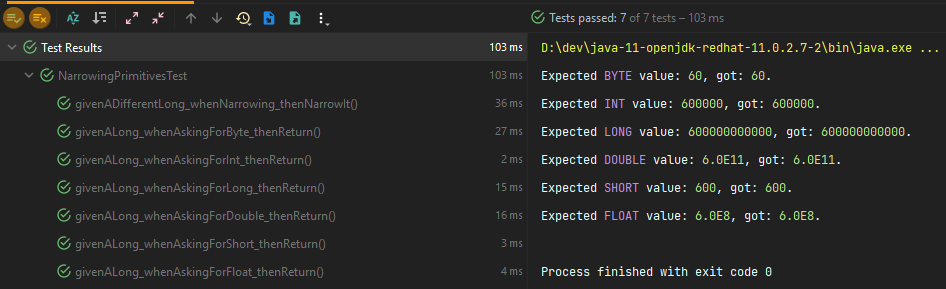 Tests passed: 7 of 7 tests – 103 ms
Test Results 103 ms
NarrowingPrimitivesTest 103 ms
givenADifferentLong_whenNarrowing_thenNarrowIt() 36 ms
givenALong_whenAskingForByte_thenReturn() 27 ms
givenALong_whenAskingForInt_thenReturn() 2 ms
givenALong_whenAskingForLong_thenReturn() 15 ms
givenALong_whenAskingForDouble_thenReturn() 16 ms
givenALong_whenAskingForShort_thenReturn() 3 ms
givenALong_whenAskingForFloat_thenReturn() 4 ms
D:\dev\java-11-openjdk-redhat-11.0.2.7-2\bin\java.exe ...
Expected BYTE value: 60, got: 60.
Expected INT value: 600000, got: 600000.
Expected LONG value: 600000000000, got: 600000000000.
Expected DOUBLE value: 6.0E11, got: 6.0E11.
Expected SHORT value: 600, got: 600.
Expected FLOAT value: 6.0E8, got: 6.0E8.
Process finished with exit code 0